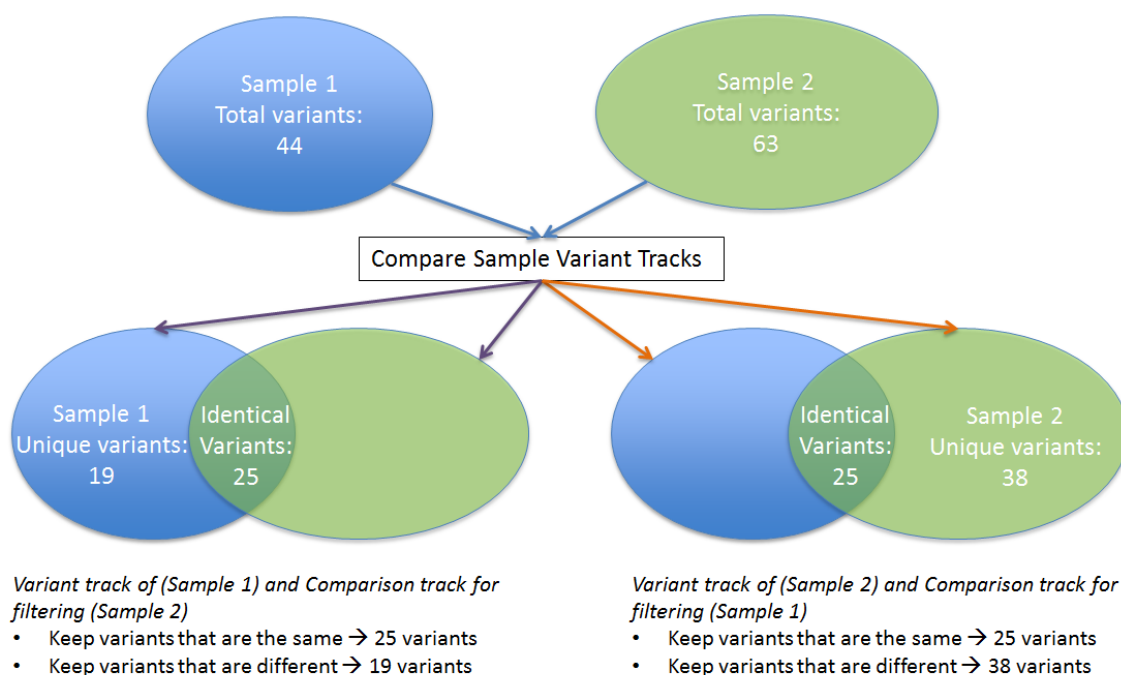 Sample 1
Total variants:
44
Sample 2
Total variants:
63
Compare Sample Variant Tracks
Sample 1
Unique variants:
19
Identical
Variants:
25
Identical
Variants:
25
Sample 2
Unique variants:
38
Variant track of (Sample 1) and Comparison track for
filtering (Sample 2)
• Keep variants that are the same → 25 variants
• Keep variants that are different → 19 variants
Variant track of (Sample 2) and Comparison track for
filtering (Sample 1)
• Keep variants that are the same → 25 variants
• Keep variants that are different → 38 variants